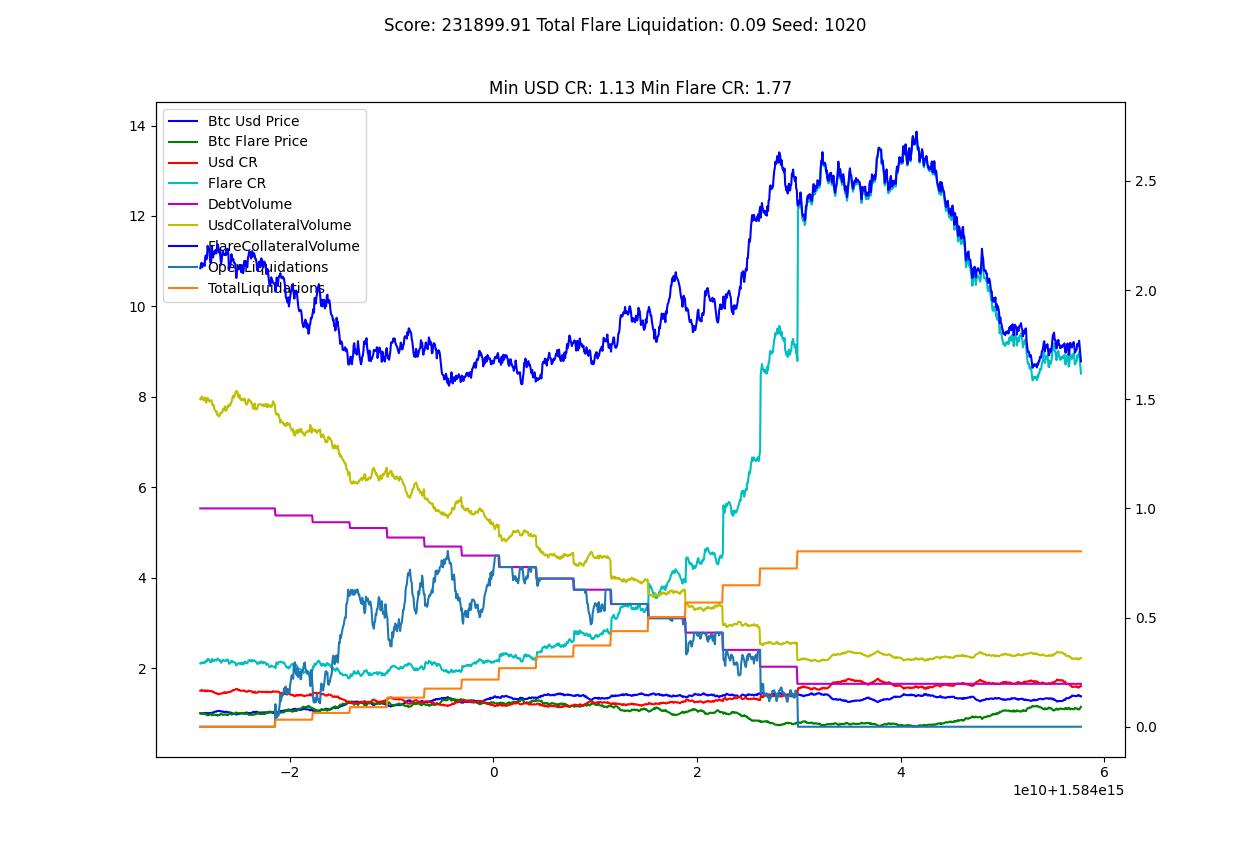 Score: 231899.91 Total Flare Liquidation: 0.09 Seed: 1020
Min USD CR: 1.13 Min Flare CR: 1.77
Btc Usd Price
Btc Flare Price
Usd CR
Flare CR
DebtVolume
UsdCollateralVolume
FlareCollateralVolume
OpenLiquidations
TotalLiquidations
14
12
10
8
6
4
2
2.5
2.0
1.5
1.0
0.5
0.0
−2 0 2 4 6
1e10+1.584e15